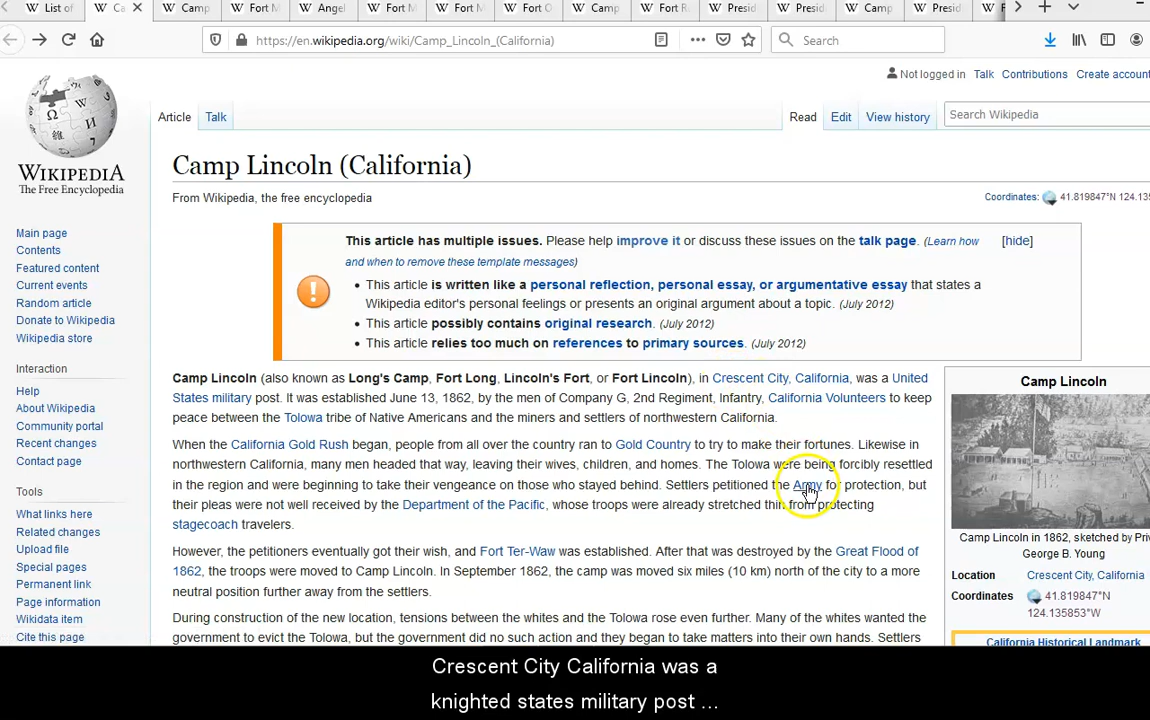 List of
Ca
Camp
Fort M
Angel
Fort M
Fort M
Fort O
Camp
Fort R
Presid
Presid
Camp
Presid
https://en.wikipedia.org/wiki/Camp_Lincoln_(California)
Search
Not logged in Talk Contributions Create account
Article Talk Read Edit View history Search Wikipedia
WIKIPEDIA
The Free Encyclopedia
Main page
Contents
Featured content
Current events
Random article
Donate to Wikipedia
Wikipedia store
Interaction
Help
About Wikipedia
Community portal
Recent changes
Contact page
Tools
What links here
Related changes
Upload file
Special pages
Permanent link
Page information
Wikidata item
Cite this page
Camp Lincoln (California)
From Wikipedia, the free encyclopedia
Coordinates: 41.819847°N 124.135
This article has multiple issues. Please help improve it or discuss these issues on the talk page. (Learn how [hide]
and when to remove these template messages)
• This article is written like a personal reflection, personal essay, or argumentative essay that states a
Wikipedia editor's personal feelings or presents an original argument about a topic. (July 2012)
• This article possibly contains original research. (July 2012)
• This article relies too much on references to primary sources. (July 2012)
Camp Lincoln (also known as Long's Camp, Fort Long, Lincoln's Fort, or Fort Lincoln), in Crescent City, California, was a United
States military post. It was established June 13, 1862, by the men of Company G, 2nd Regiment, Infantry, California Volunteers to keep
peace between the Tolowa tribe of Native Americans and the miners and settlers of northwestern California.
When the California Gold Rush began, people from all over the country ran to Gold Country to try to make their fortunes. Likewise in
northwestern California, many men headed that way, leaving their wives, children, and homes. The Tolowa were being forcibly resettled
in the region and were beginning to take their vengeance on those who stayed behind. Settlers petitioned the Army for protection, but
their pleas were not well received by the Department of the Pacific, whose troops were already stretched thin from protecting
stagecoach travelers.
However, the petitioners eventually got their wish, and Fort Ter-Waw was established. After that was destroyed by the Great Flood of
1862, the troops were moved to Camp Lincoln. In September 1862, the camp was moved six miles (10 km) north of the city to a more
neutral position further away from the settlers.
During construction of the new location, tensions between the whites and the Tolowa rose even further. Many of the whites wanted the
government to evict the Tolowa, but the government did no such action and they began to take matters into their own hands. Settlers
Camp Lincoln
Camp Lincoln in 1862, sketched by Pri
George B. Young
Location Crescent City, California
Coordinates 41.819847°N
124.135853°W
California Historical Landmark
Crescent City California was a
knighted states military post ...